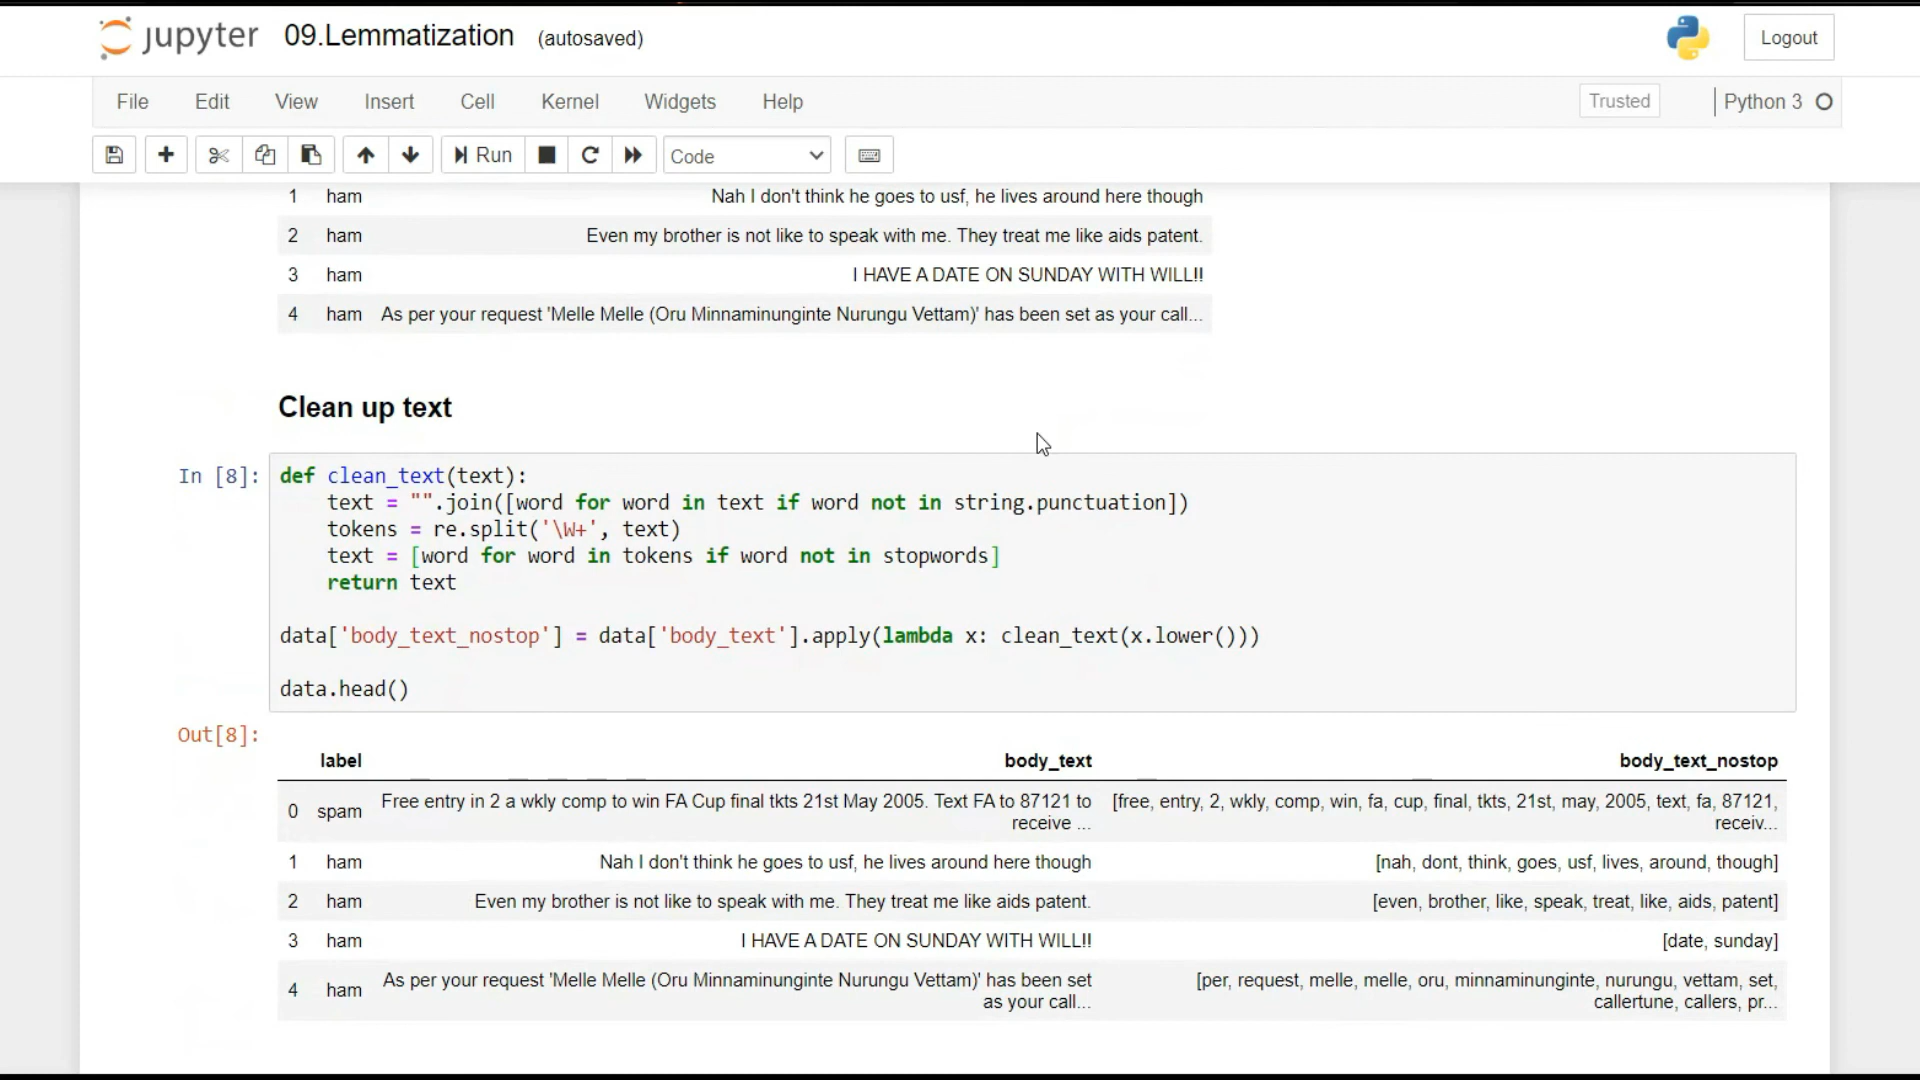 jupyter 09.Lemmatization (autosaved) Logout
File Edit View Insert Cell Kernel Widgets Help Trusted Python 3
Run Code
1 ham Nah I don't think he goes to usf, he lives around here though
2 ham Even my brother is not like to speak with me. They treat me like aids patent.
3 ham I HAVE A DATE ON SUNDAY WITH WILL!!
4 ham As per your request 'Melle Melle (Oru Minnaminunginte Nurungu Vettam)' has been set as your call...
Clean up text
In [8]: def clean_text(text):
    text = "".join([word for word in text if word not in string.punctuation])
    tokens = re.split('\W+', text)
    text = [word for word in tokens if word not in stopwords]
    return text
data['body_text_nostop'] = data['body_text'].apply(lambda x: clean_text(x.lower()))
data.head()
Out[8]:
label body_text body_text_nostop
0 spam Free entry in 2 a wkly comp to win FA Cup final tkts 21st May 2005. Text FA to 87121 to [free, entry, 2, wkly, comp, win, fa, cup, final, tkts, 21st, may, 2005, text, fa, 87121,
receive ... receiv...
1 ham Nah I don't think he goes to usf, he lives around here though [nah, dont, think, goes, usf, lives, around, though]
2 ham Even my brother is not like to speak with me. They treat me like aids patent. [even, brother, like, speak, treat, like, aids, patent]
3 ham I HAVE A DATE ON SUNDAY WITH WILL!! [date, sunday]
4 ham As per your request 'Melle Melle (Oru Minnaminunginte Nurungu Vettam)' has been set [per, request, melle, melle, oru, minnaminunginte, nurungu, vettam, set,
as your call... callertune, callers, pr...